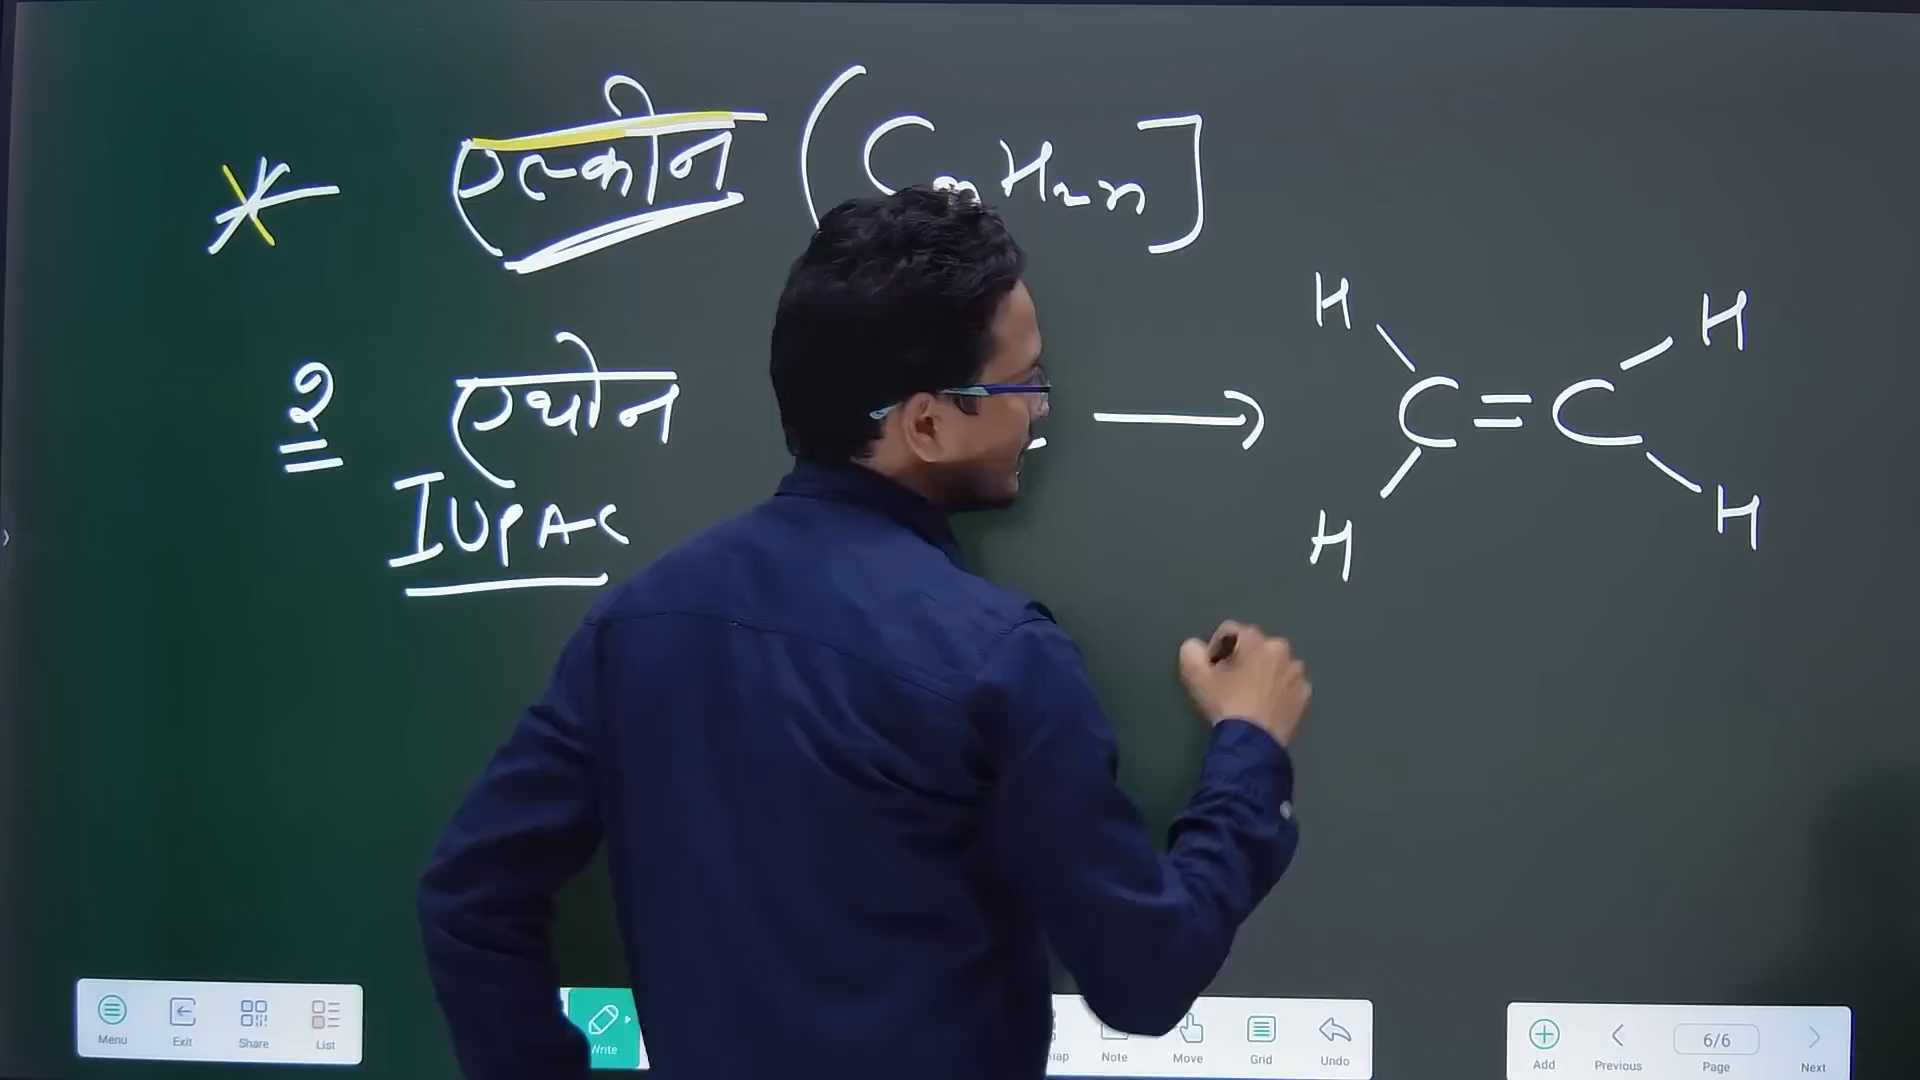 * एल्कीन (CnH2n]
२ एथीन → H H C=C H H
IUPAC
Menu Exit Share List Write Note Move Grid Undo Add Previous 6/6 Page Next